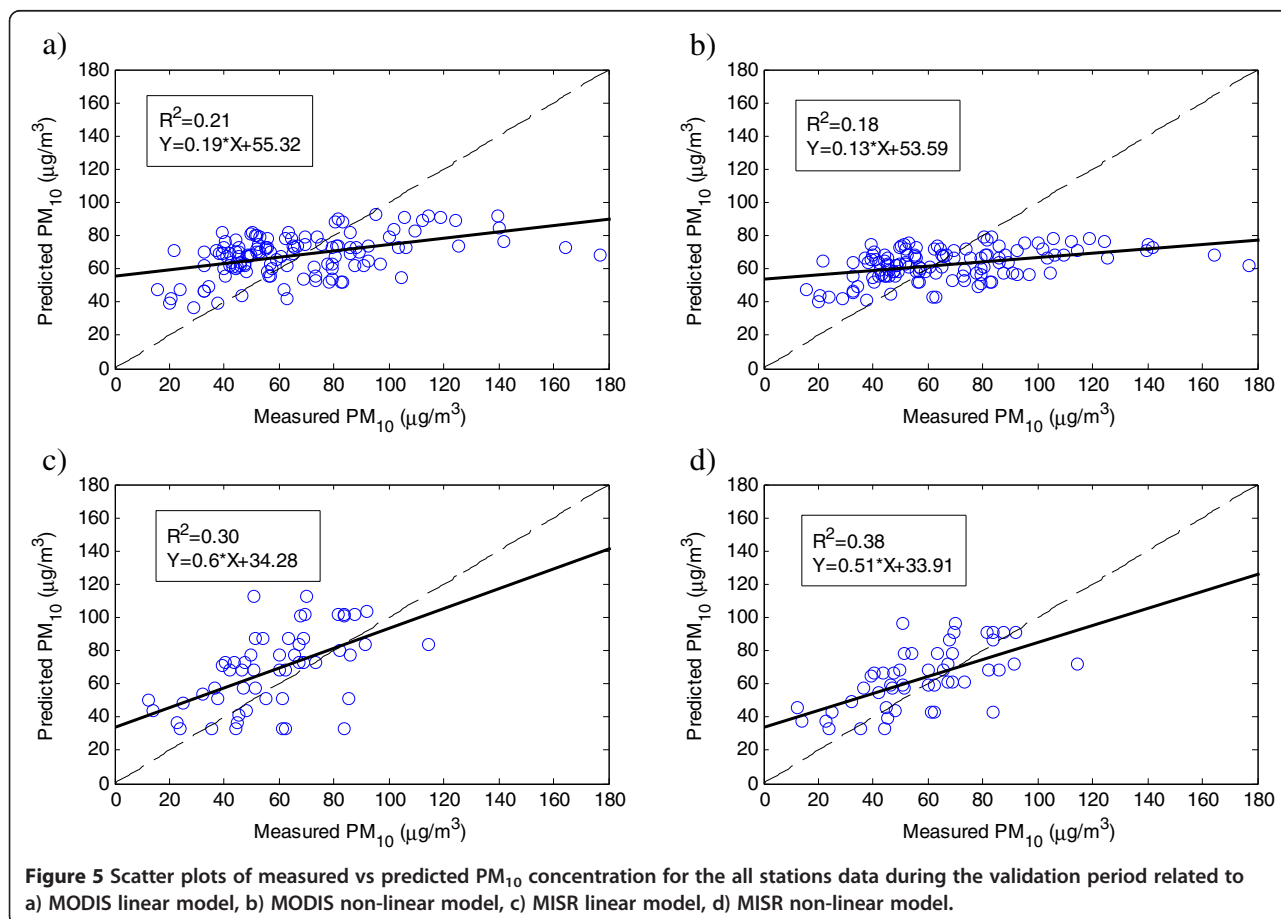 a)
180
160
140
120
100
80
60
40
20
0
Predicted PM10 (μg/m3)
R2=0.21
Y=0.19*X+55.32
0 20 40 60 80 100 120 140 160 180
Measured PM10 (μg/m3)
b)
180
160
140
120
100
80
60
40
20
0
Predicted PM10 (μg/m3)
R2=0.18
Y=0.13*X+53.59
0 20 40 60 80 100 120 140 160 180
Measured PM10 (μg/m3)
c)
180
160
140
120
100
80
60
40
20
0
Predicted PM10 (μg/m3)
R2=0.30
Y=0.6*X+34.28
0 20 40 60 80 100 120 140 160 180
Measured PM10 (μg/m3)
d)
180
160
140
120
100
80
60
40
20
0
Predicted PM10 (μg/m3)
R2=0.38
Y=0.51*X+33.91
0 20 40 60 80 100 120 140 160 180
Measured PM10 (μg/m3)
Figure 5 Scatter plots of measured vs predicted PM10 concentration for the all stations data during the validation period related to
a) MODIS linear model, b) MODIS non-linear model, c) MISR linear model, d) MISR non-linear model.